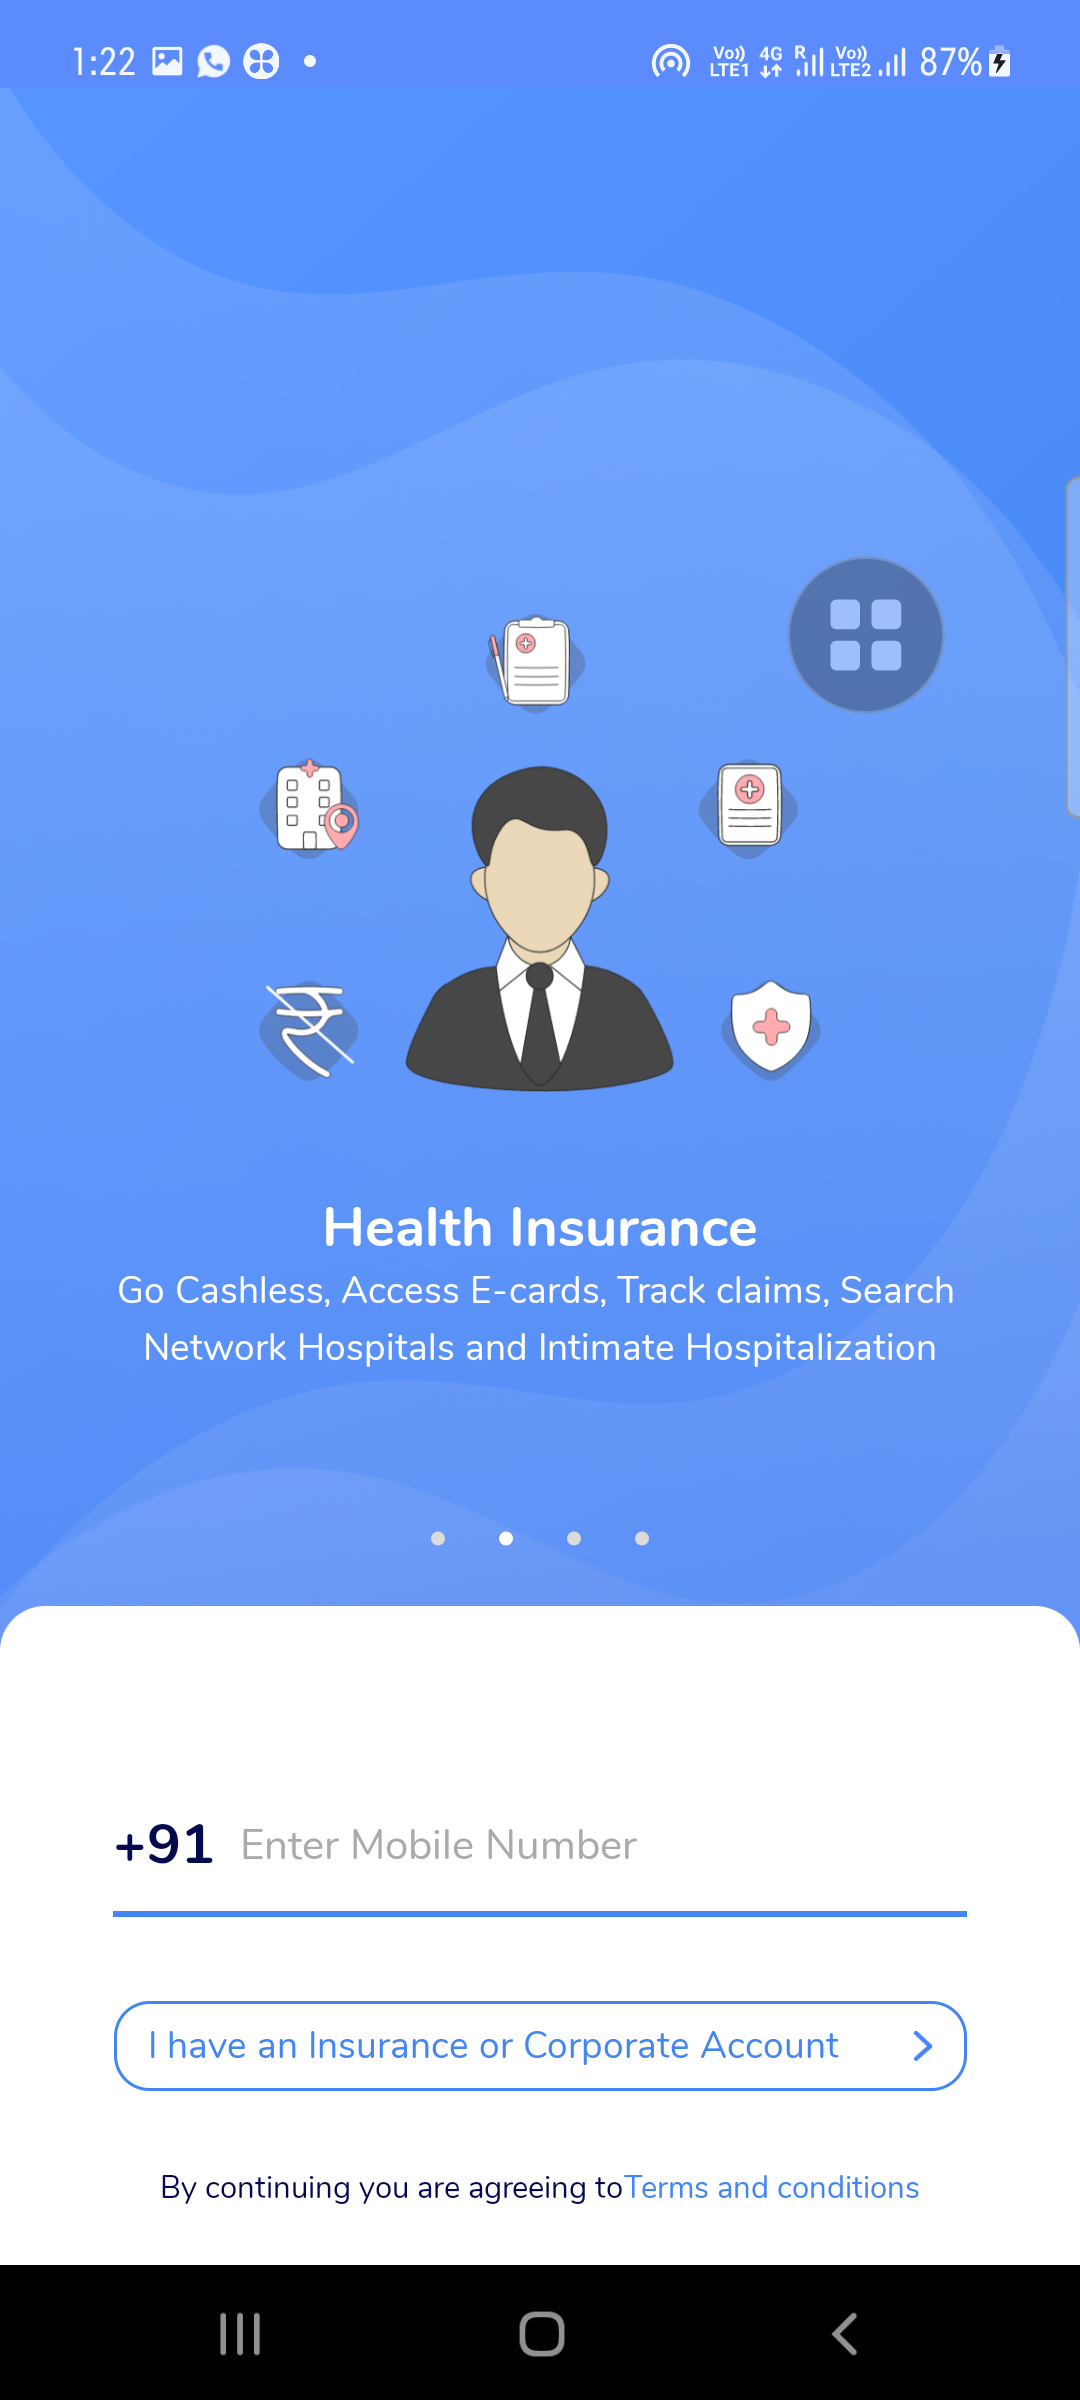 1:22
Vo)) LTE1 4G R Vo)) LTE2 87%
Health Insurance
Go Cashless, Access E-cards, Track claims, Search
Network Hospitals and Intimate Hospitalization
+91 Enter Mobile Number
I have an Insurance or Corporate Account
By continuing you are agreeing toTerms and conditions